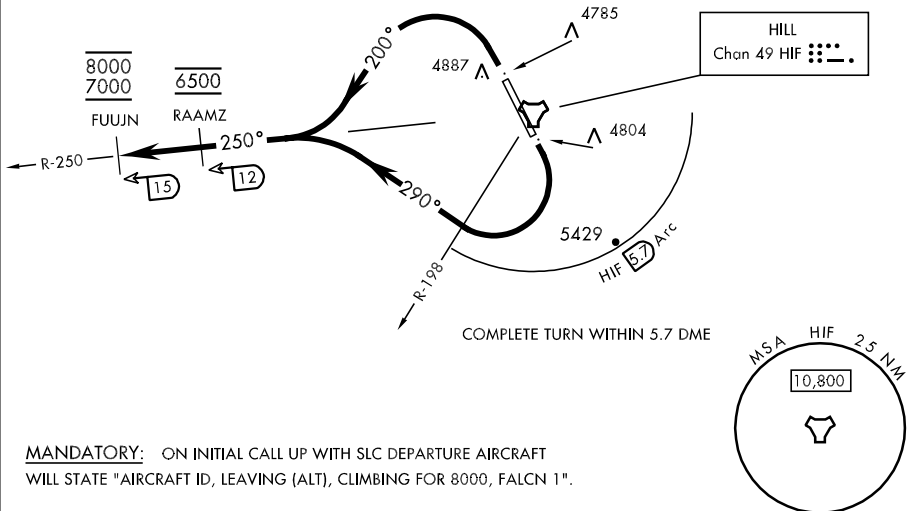 4785
HILL
Chan 49 HIF
4887
200°
8000
7000
6500
FUUJN
RAAMZ
250°
R-250
4804
15
12
290°
5429
HIF 5.7 Arc
R-198
COMPLETE TURN WITHIN 5.7 DME
MSA HIF 25 NM
10,800
MANDATORY: ON INITIAL CALL UP WITH SLC DEPARTURE AIRCRAFT
WILL STATE "AIRCRAFT ID, LEAVING (ALT), CLIMBING FOR 8000, FALCN 1".